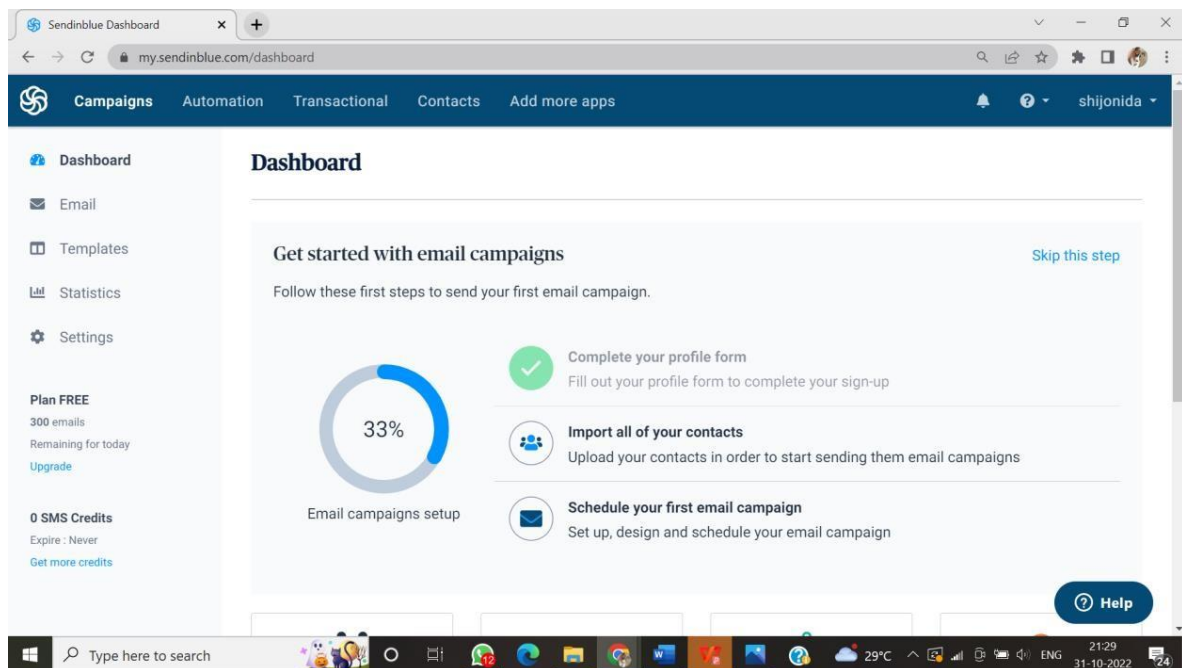 Sendinblue Dashboard
my.sendinblue.com/dashboard
Campaigns Automation Transactional Contacts Add more apps shijonida
Dashboard
Email
Templates
Statistics
Settings
Plan FREE
300 emails
Remaining for today
Upgrade
0 SMS Credits
Expire : Never
Get more credits
Dashboard
Get started with email campaigns
Skip this step
Follow these first steps to send your first email campaign.
33%
Email campaigns setup
Complete your profile form
Fill out your profile form to complete your sign-up
Import all of your contacts
Upload your contacts in order to start sending them email campaigns
Schedule your first email campaign
Set up, design and schedule your email campaign
Help
Type here to search
12
29°C
ENG
21:29
31-10-2022
24